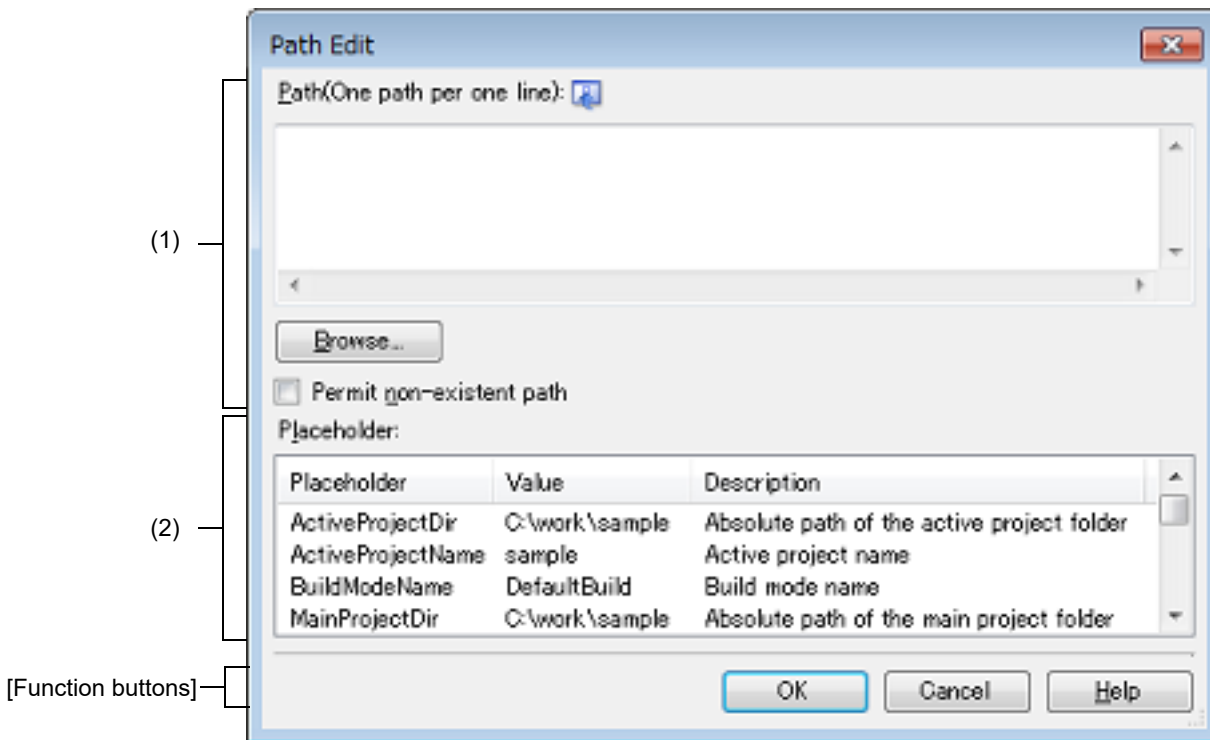 Path Edit
Path(One path per one line):
(1)
Browse...
Permit non-existent path
Placeholder:
Placeholder Value Description
ActiveProjectDir C:\work\sample Absolute path of the active project folder
(2)
ActiveProjectName sample Active project name
BuildModeName DefaultBuild Build mode name
MainProjectDir C:\work\sample Absolute path of the main project folder
[Function buttons]
OK Cancel Help